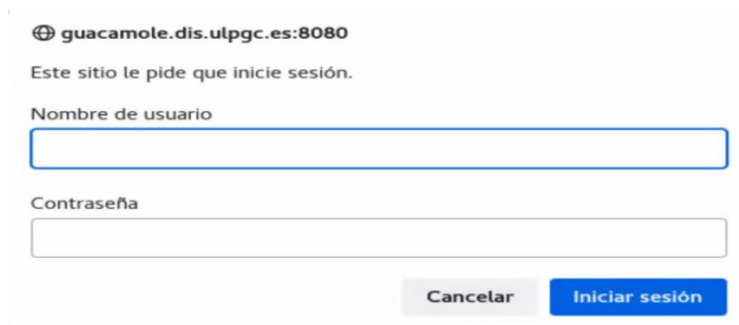 guacamole.dis.ulpgc.es:8080
Este sitio le pide que inicie sesión.
Nombre de usuario
Contraseña
Cancelar Iniciar sesión